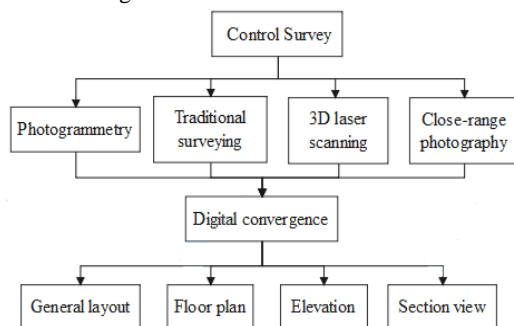 Control Survey
Photogrammetry
Traditional
surveying
3D laser
scanning
Close-range
photography
Digital convergence
General layout
Floor plan
Elevation
Section view